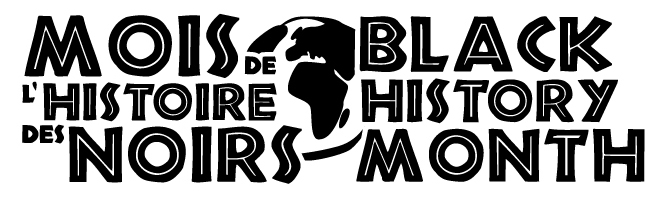 MOIS DE
L'HISTOIRE
DES NOIRS
BLACK
HISTORY
MONTH